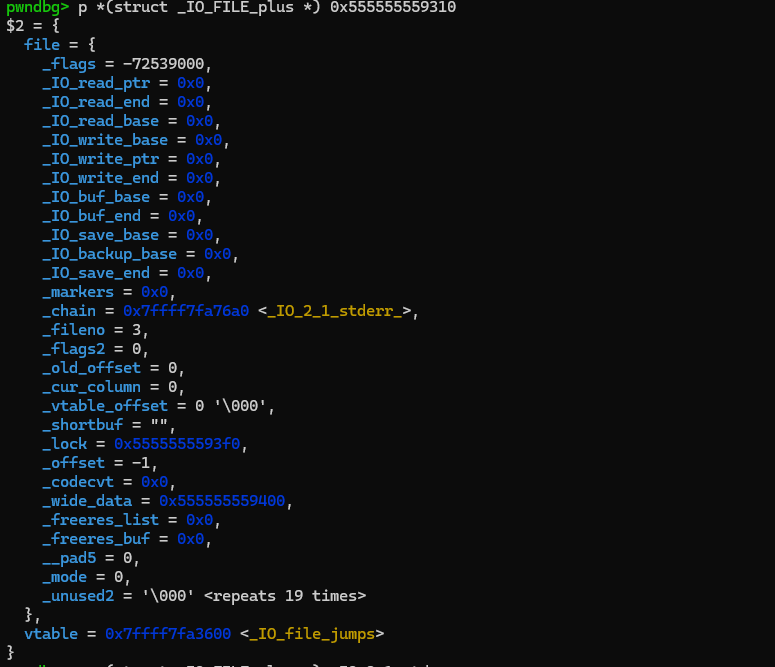 pwndbg> p *(struct _IO_FILE_plus *) 0x555555559310
$2 = {
  file = {
    _flags = -72539000,
    _IO_read_ptr = 0x0,
    _IO_read_end = 0x0,
    _IO_read_base = 0x0,
    _IO_write_base = 0x0,
    _IO_write_ptr = 0x0,
    _IO_write_end = 0x0,
    _IO_buf_base = 0x0,
    _IO_buf_end = 0x0,
    _IO_save_base = 0x0,
    _IO_backup_base = 0x0,
    _IO_save_end = 0x0,
    _markers = 0x0,
    _chain = 0x7ffff7fa76a0 <_IO_2_1_stderr_>,
    _fileno = 3,
    _flags2 = 0,
    _old_offset = 0,
    _cur_column = 0,
    _vtable_offset = 0 '\000',
    _shortbuf = "",
    _lock = 0x5555555593f0,
    _offset = -1,
    _codecvt = 0x0,
    _wide_data = 0x555555559400,
    _freeres_list = 0x0,
    _freeres_buf = 0x0,
    __pad5 = 0,
    _mode = 0,
    _unused2 = '\000' <repeats 19 times>
  },
  vtable = 0x7ffff7fa3600 <_IO_file_jumps>
}